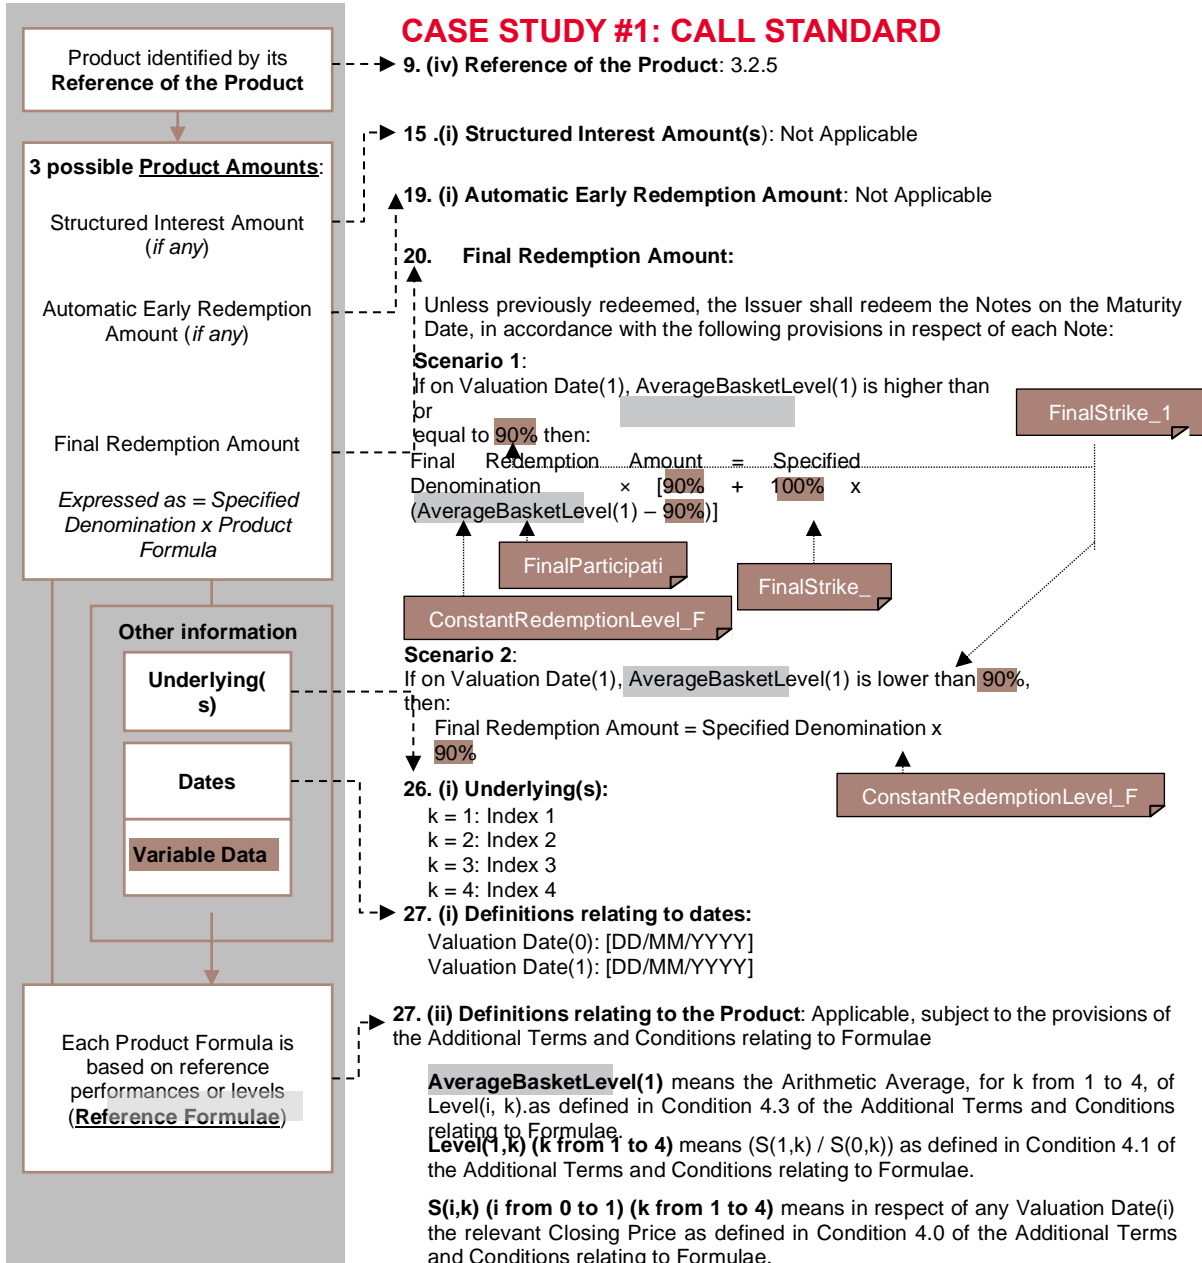 CASE STUDY #1: CALL STANDARD
Product identified by its
Reference of the Product
9. (iv) Reference of the Product: 3.2.5
3 possible Product Amounts:
Structured Interest Amount
(if any)
Automatic Early Redemption
Amount (if any)
Final Redemption Amount
Expressed as = Specified
Denomination x Product
Formula
15 .(i) Structured Interest Amount(s): Not Applicable
19. (i) Automatic Early Redemption Amount: Not Applicable
20. Final Redemption Amount:
Unless previously redeemed, the Issuer shall redeem the Notes on the Maturity
Date, in accordance with the following provisions in respect of each Note:
Scenario 1:
If on Valuation Date(1), AverageBasketLevel(1) is higher than
or
equal to 90% then:
Final Redemption Amount = Specified
Denomination × [90% + 100% x
(AverageBasketLevel(1) – 90%)]
FinalStrike_1
FinalParticipati
FinalStrike_
ConstantRedemptionLevel_F
Other information
Underlying(
s)
Dates
Variable Data
Scenario 2:
If on Valuation Date(1), AverageBasketLevel(1) is lower than 90%,
then:
Final Redemption Amount = Specified Denomination x
90%
ConstantRedemptionLevel_F
26. (i) Underlying(s):
k = 1: Index 1
k = 2: Index 2
k = 3: Index 3
k = 4: Index 4
27. (i) Definitions relating to dates:
Valuation Date(0): [DD/MM/YYYY]
Valuation Date(1): [DD/MM/YYYY]
Each Product Formula is
based on reference
performances or levels
(Reference Formulae)
27. (ii) Definitions relating to the Product: Applicable, subject to the provisions of
the Additional Terms and Conditions relating to Formulae
AverageBasketLevel(1) means the Arithmetic Average, for k from 1 to 4, of
Level(i, k).as defined in Condition 4.3 of the Additional Terms and Conditions
relating to Formulae.
Level(1,k) (k from 1 to 4) means (S(1,k) / S(0,k)) as defined in Condition 4.1 of
the Additional Terms and Conditions relating to Formulae.
S(i,k) (i from 0 to 1) (k from 1 to 4) means in respect of any Valuation Date(i)
the relevant Closing Price as defined in Condition 4.0 of the Additional Terms
and Conditions relating to Formulae.